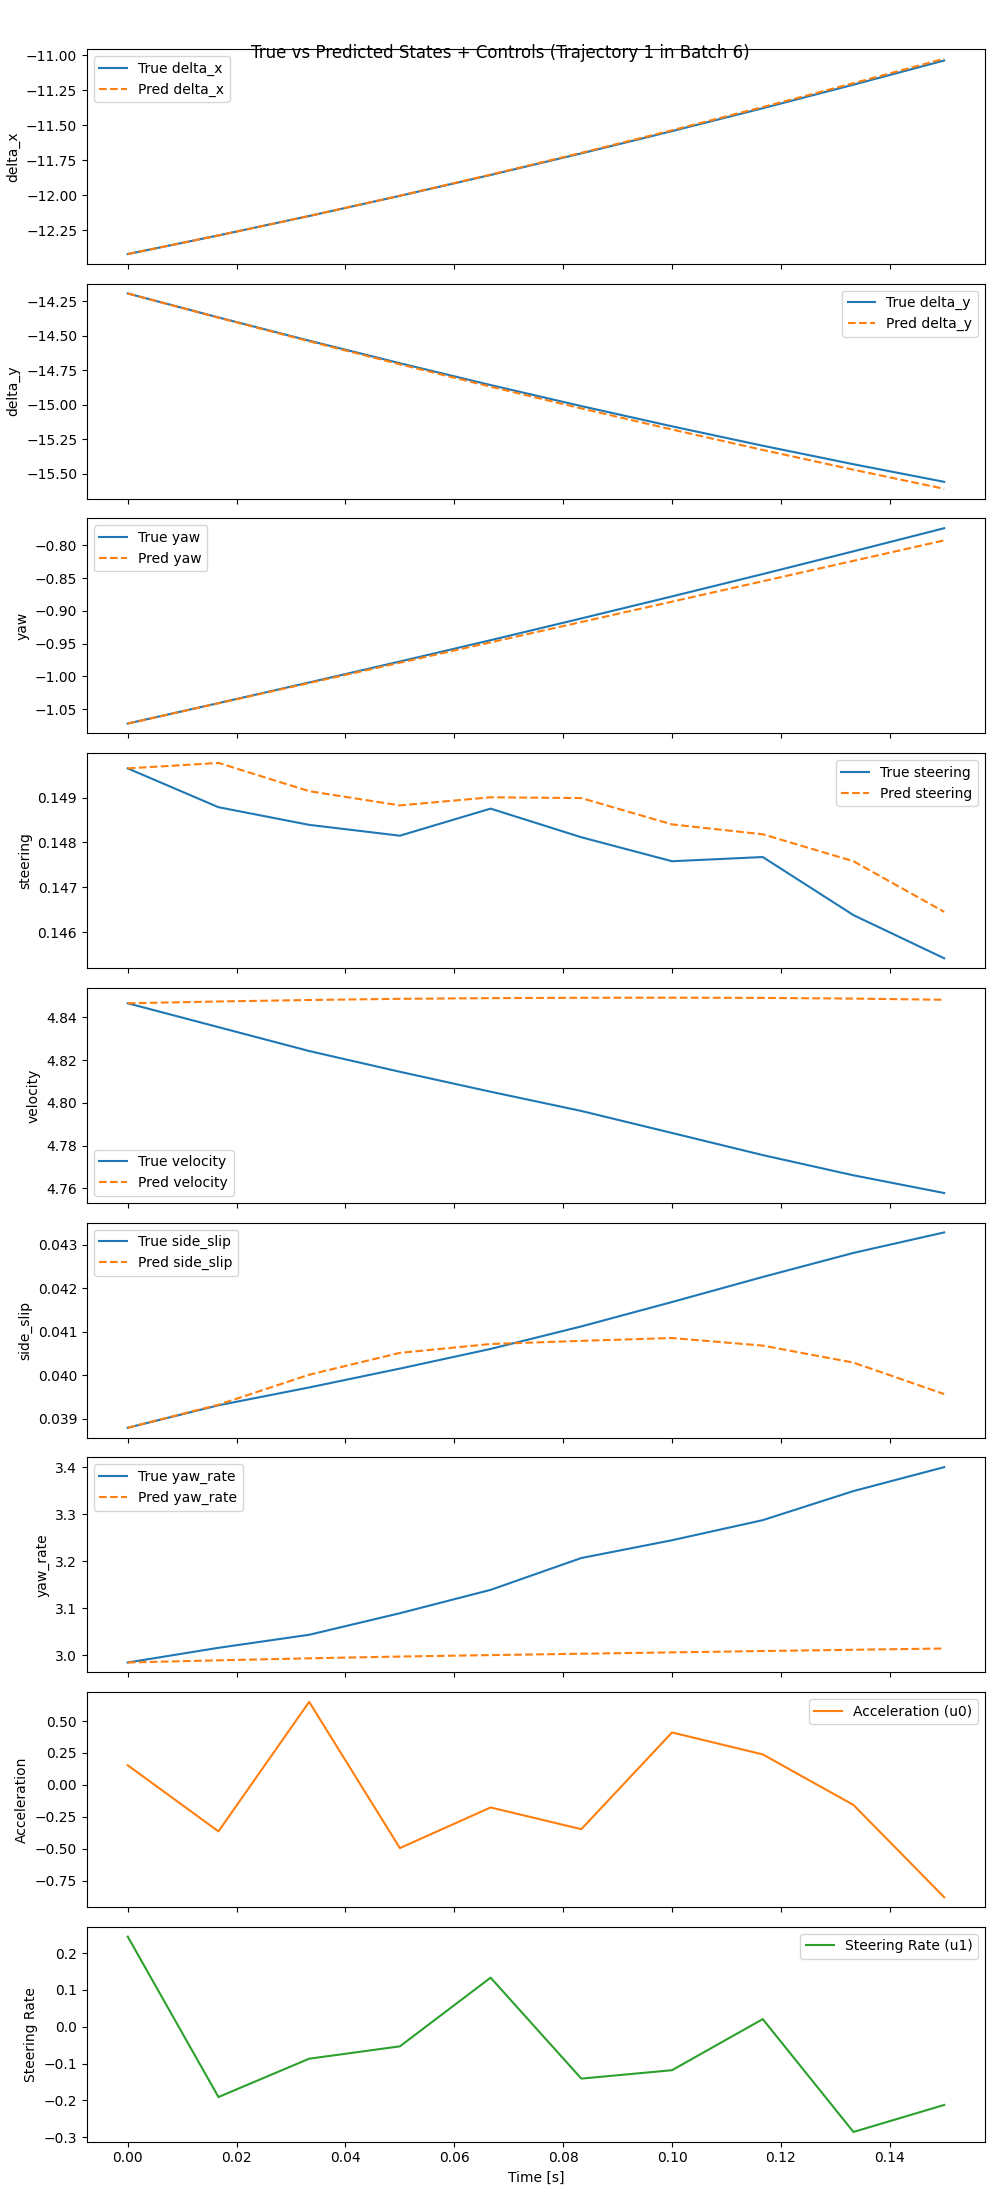 True vs Predicted States + Controls (Trajectory 1 in Batch 6)
True delta_x
Pred delta_x
delta_x
−11.00
−11.25
−11.50
−11.75
−12.00
−12.25
True delta_y
Pred delta_y
delta_y
−14.25
−14.50
−14.75
−15.00
−15.25
−15.50
True yaw
Pred yaw
yaw
−0.80
−0.85
−0.90
−0.95
−1.00
−1.05
True steering
Pred steering
steering
0.149
0.148
0.147
0.146
True velocity
Pred velocity
velocity
4.84
4.82
4.80
4.78
4.76
True side_slip
Pred side_slip
side_slip
0.043
0.042
0.041
0.040
0.039
True yaw_rate
Pred yaw_rate
yaw_rate
3.4
3.3
3.2
3.1
3.0
Acceleration (u0)
Acceleration
0.50
0.25
0.00
−0.25
−0.50
−0.75
Steering Rate (u1)
Steering Rate
0.2
0.1
0.0
−0.1
−0.2
−0.3
0.00 0.02 0.04 0.06 0.08 0.10 0.12 0.14
Time [s]